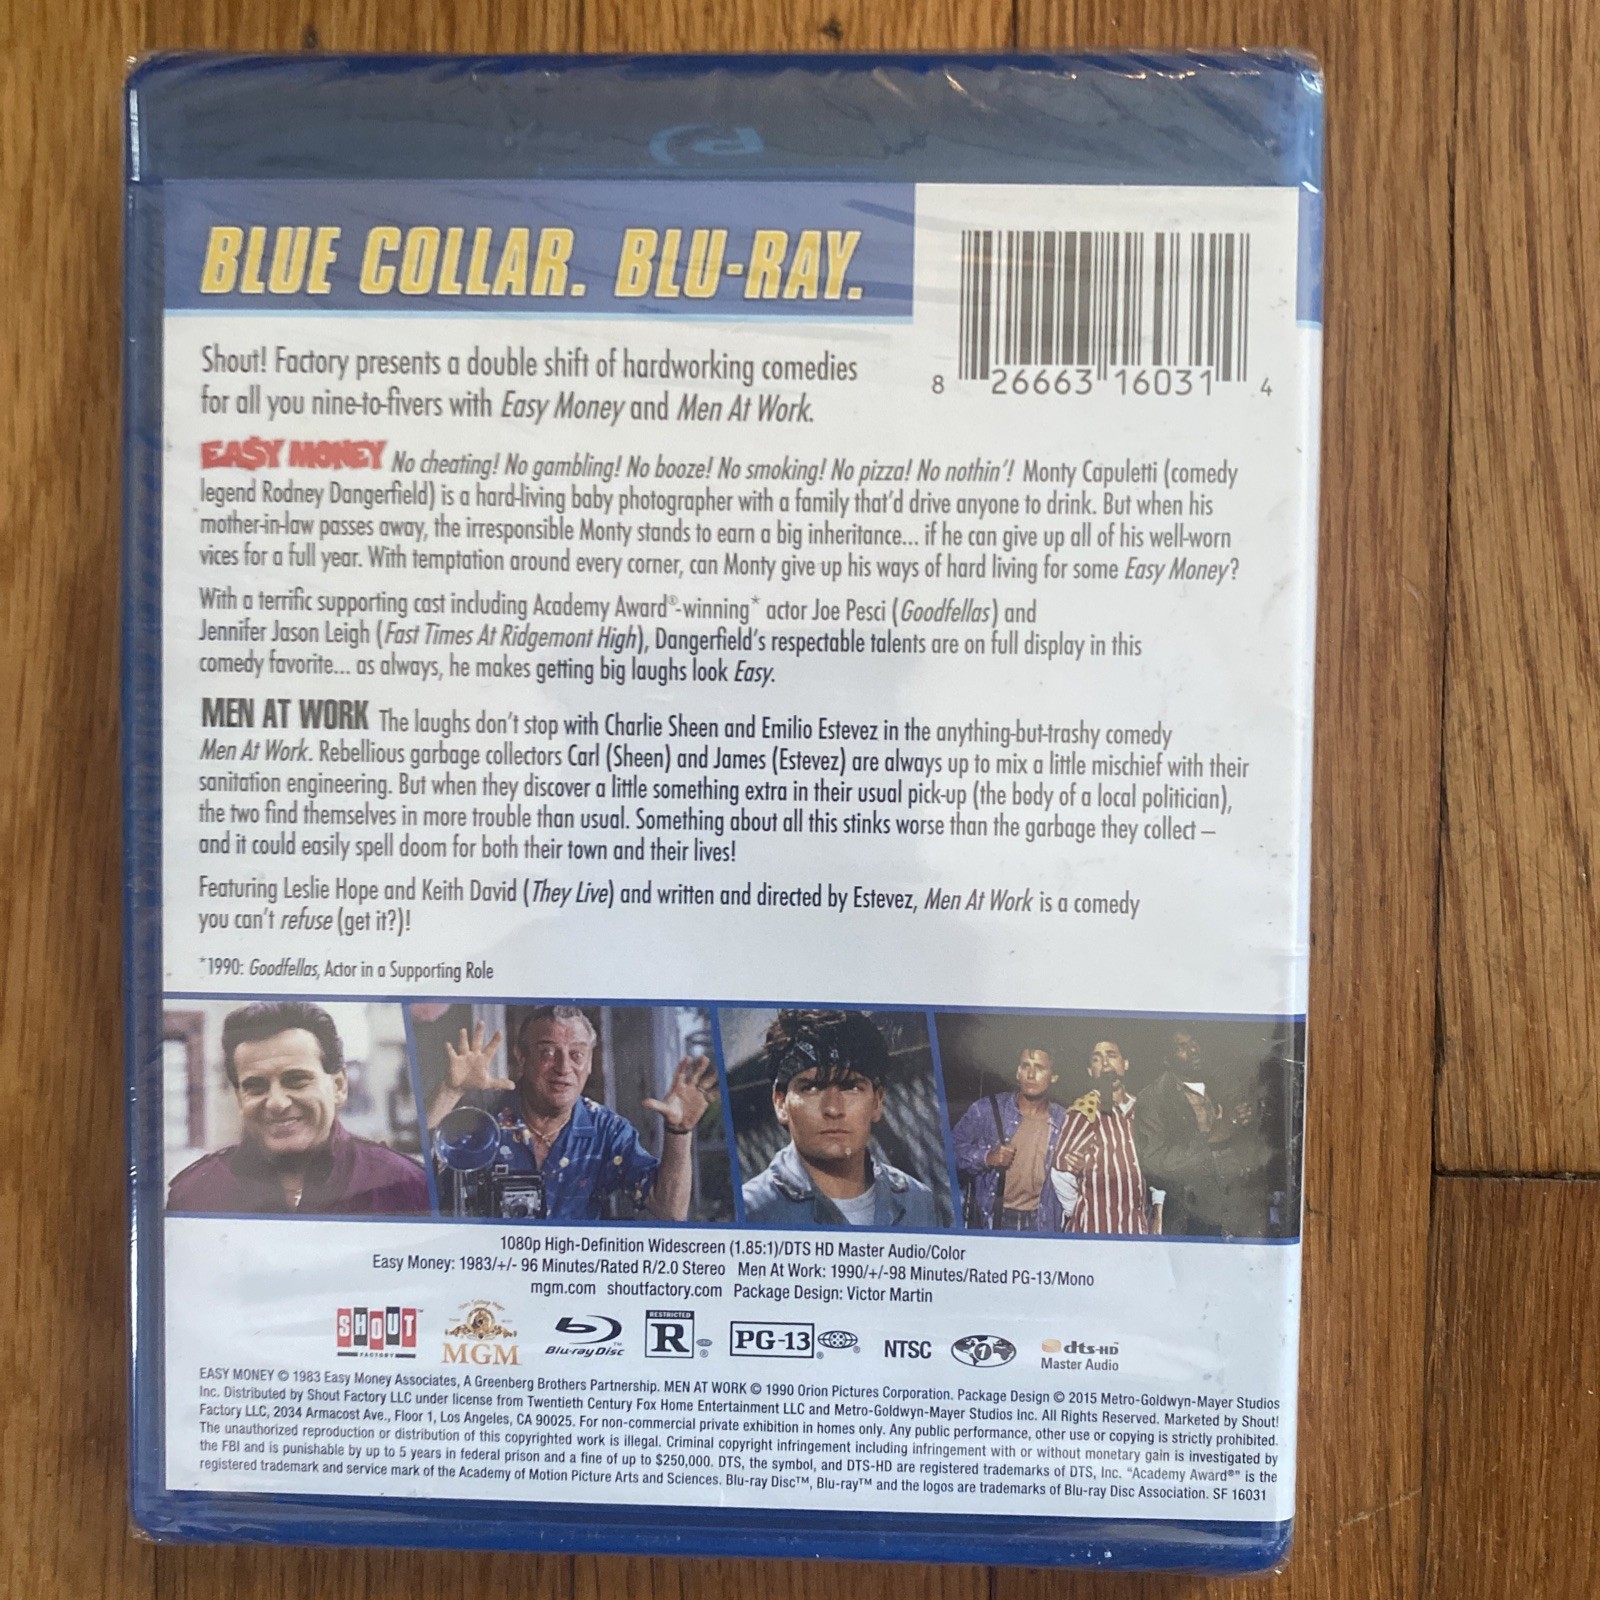 BLUE COLLAR. BLU-RAY.
8 26663 16031 4
Shout! Factory presents a double shift of hardworking comedies
for all you nine-to-fivers with Easy Money and Men At Work.
EA$Y MONEY No cheating! No gambling! No booze! No smoking! No pizza! No nothin'! Monty Capuletti (comedy
legend Rodney Dangerfield) is a hard-living baby photographer with a family that'd drive anyone to drink. But when his
mother-in-law passes away, the irresponsible Monty stands to earn a big inheritance... if he can give up all of his well-worn
vices for a full year. With temptation around every corner, can Monty give up his ways of hard living for some Easy Money?
With a terrific supporting cast including Academy Award®-winning* actor Joe Pesci (Goodfellas) and
Jennifer Jason Leigh (Fast Times At Ridgemont High), Dangerfield's respectable talents are on full display in this
comedy favorite... as always, he makes getting big laughs look Easy.
MEN AT WORK The laughs don't stop with Charlie Sheen and Emilio Estevez in the anything-but-trashy comedy
Men At Work. Rebellious garbage collectors Carl (Sheen) and James (Estevez) are always up to mix a little mischief with their
sanitation engineering. But when they discover a little something extra in their usual pick-up (the body of a local politician),
the two find themselves in more trouble than usual. Something about all this stinks worse than the garbage they collect –
and it could easily spell doom for both their town and their lives!
Featuring Leslie Hope and Keith David (They Live) and written and directed by Estevez, Men At Work is a comedy
you can't refuse (get it?)!
*1990: Goodfellas, Actor in a Supporting Role
1080p High-Definition Widescreen (1.85:1)/DTS HD Master Audio/Color
Easy Money: 1983/+/- 96 Minutes/Rated R/2.0 Stereo Men At Work: 1990/+/-98 Minutes/Rated PG-13/Mono
mgm.com shoutfactory.com Package Design: Victor Martin
SHOUT™ FACTORY
MGM
Blu-ray Disc™
RESTRICTED R ®
PG-13 ®
NTSC
1
dts-HD™ Master Audio
EASY MONEY © 1983 Easy Money Associates, A Greenberg Brothers Partnership. MEN AT WORK © 1990 Orion Pictures Corporation. Package Design © 2015 Metro-Goldwyn-Mayer Studios
Inc. Distributed by Shout Factory LLC under license from Twentieth Century Fox Home Entertainment LLC and Metro-Goldwyn-Mayer Studios Inc. All Rights Reserved. Marketed by Shout!
Factory LLC, 2034 Armacost Ave., Floor 1, Los Angeles, CA 90025. For non-commercial private exhibition in homes only. Any public performance, other use or copying is strictly prohibited.
The unauthorized reproduction or distribution of this copyrighted work is illegal. Criminal copyright infringement including infringement with or without monetary gain is investigated by
the FBI and is punishable by up to 5 years in federal prison and a fine of up to $250,000. DTS, the symbol, and DTS-HD are registered trademarks of DTS, Inc. "Academy Award®" is the
registered trademark and service mark of the Academy of Motion Picture Arts and Sciences. Blu-ray Disc™, Blu-ray™ and the logos are trademarks of Blu-ray Disc Association. SF 16031